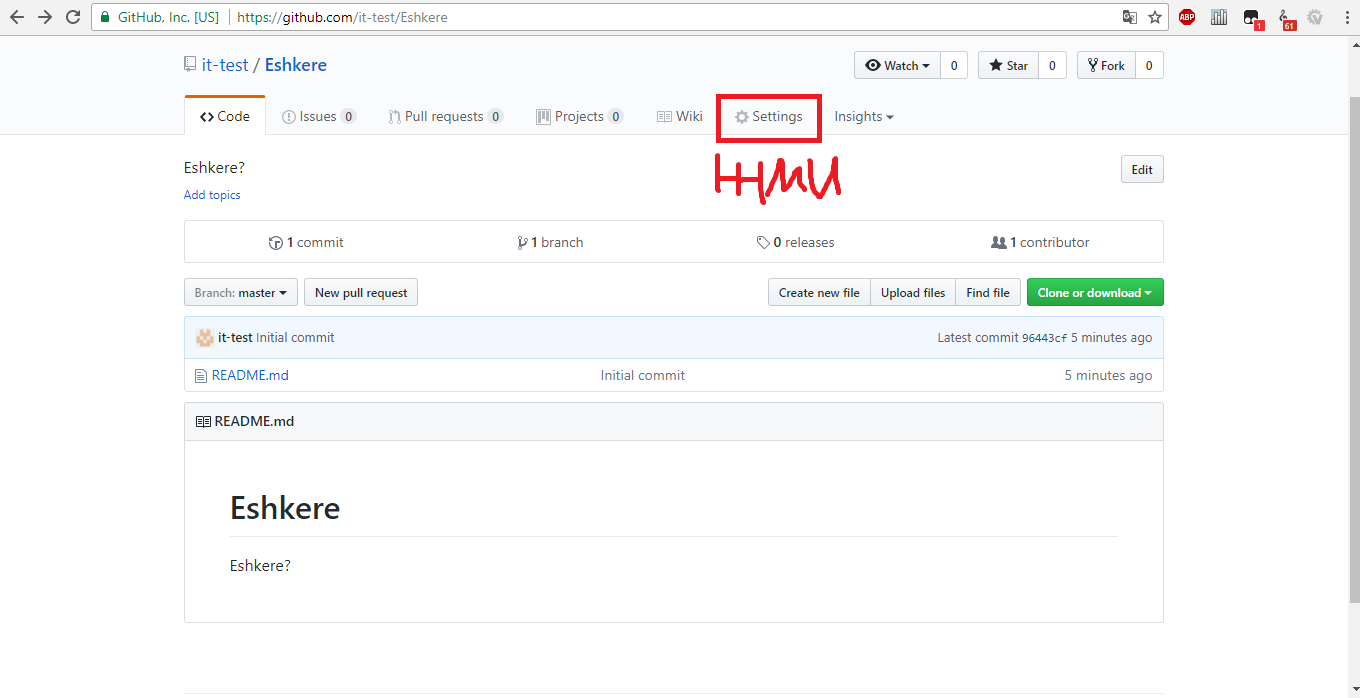 GitHub, Inc. [US] https://github.com/it-test/Eshkere
ABP 1 61
it-test / Eshkere
Watch 0 Star 0 Fork 0
Code Issues 0 Pull requests 0 Projects 0 Wiki Settings Insights
Eshkere?
Edit
Add topics
1 commit 1 branch 0 releases 1 contributor
Branch: master New pull request Create new file Upload files Find file Clone or download
it-test Initial commit Latest commit 96443cf 5 minutes ago
README.md Initial commit 5 minutes ago
README.md
Eshkere
Eshkere?